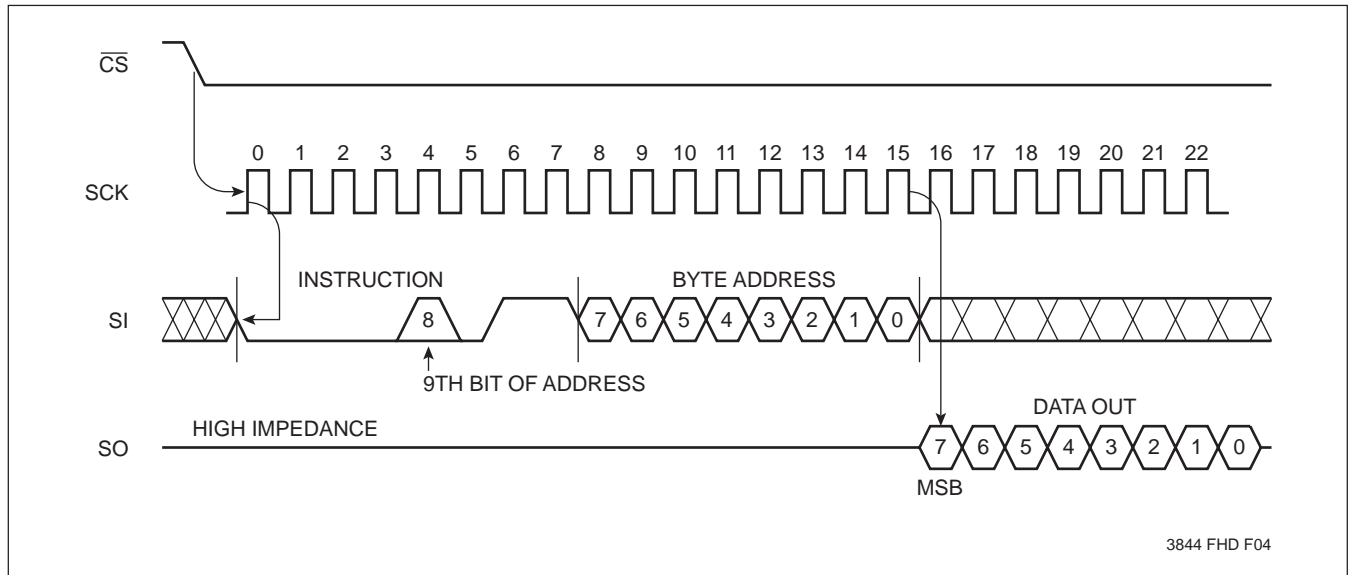 CS
0 1 2 3 4 5 6 7 8 9 10 11 12 13 14 15 16 17 18 19 20 21 22
SCK
INSTRUCTION BYTE ADDRESS
SI 8 7 6 5 4 3 2 1 0
9TH BIT OF ADDRESS
DATA OUT
HIGH IMPEDANCE
SO 7 6 5 4 3 2 1 0
MSB
3844 FHD F04